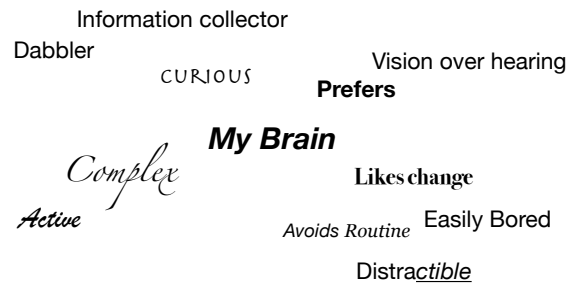 Information collector
Dabbler
Vision over hearing
CURIOUS
Prefers
My Brain
Complex
Likes change
Active
Easily Bored
Avoids Routine
Distractible